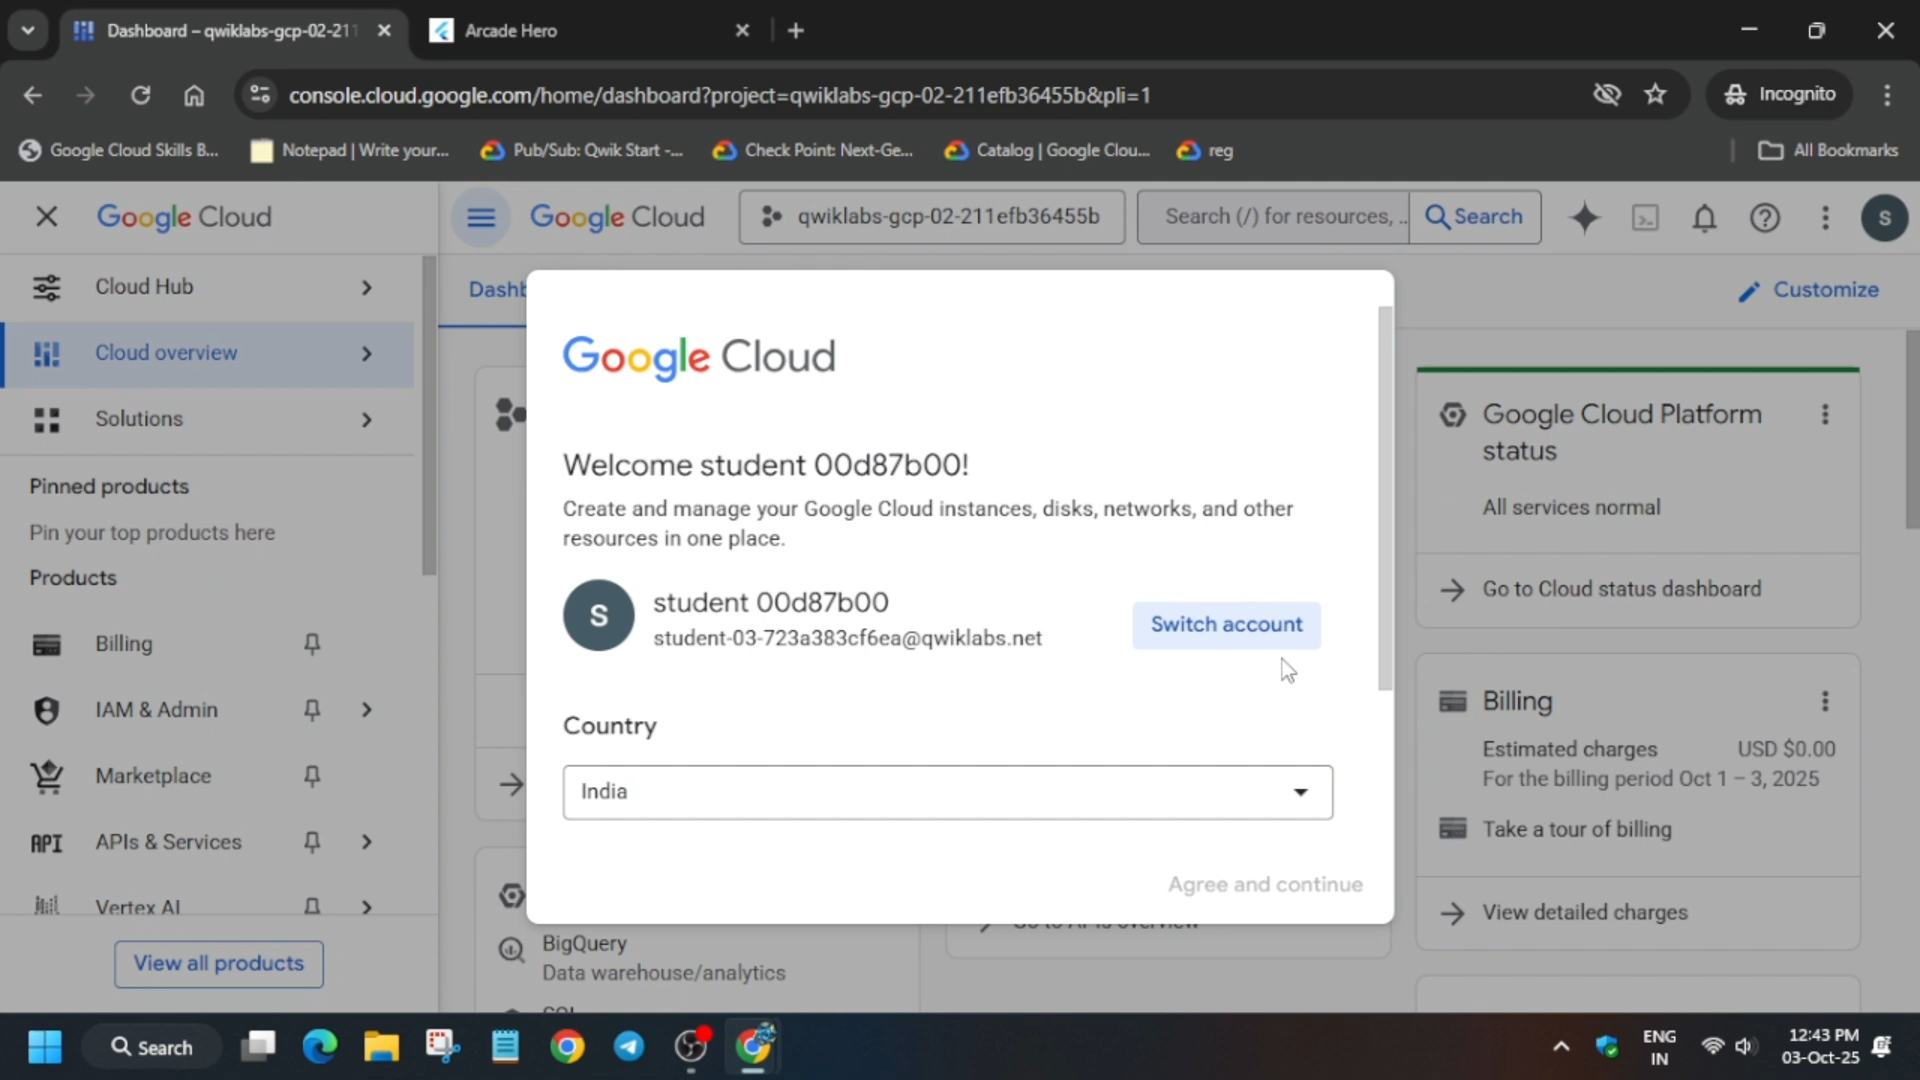 Dashboard – qwiklabs-gcp-02-211
Arcade Hero
console.cloud.google.com/home/dashboard?project=qwiklabs-gcp-02-211efb36455b&pli=1
Incognito
Google Cloud Skills B...
Notepad | Write your...
Pub/Sub: Qwik Start -...
Check Point: Next-Ge...
Catalog | Google Clou...
reg
All Bookmarks
Google Cloud
Google Cloud
qwiklabs-gcp-02-211efb36455b
Search (/) for resources, ...
Search
S
Cloud Hub
Cloud overview
Solutions
Pinned products
Pin your top products here
Products
Billing
IAM & Admin
Marketplace
API
APIs & Services
Vertex AI
View all products
Dashb
Customize
Google Cloud
Welcome student 00d87b00!
Create and manage your Google Cloud instances, disks, networks, and other
resources in one place.
S
student 00d87b00
student-03-723a383cf6ea@qwiklabs.net
Switch account
Country
India
Agree and continue
BigQuery
Data warehouse/analytics
SQL
Go to APIs overview
Google Cloud Platform
status
All services normal
Go to Cloud status dashboard
Billing
Estimated charges
USD $0.00
For the billing period Oct 1 – 3, 2025
Take a tour of billing
View detailed charges
Search
ENG
IN
12:43 PM
03-Oct-25